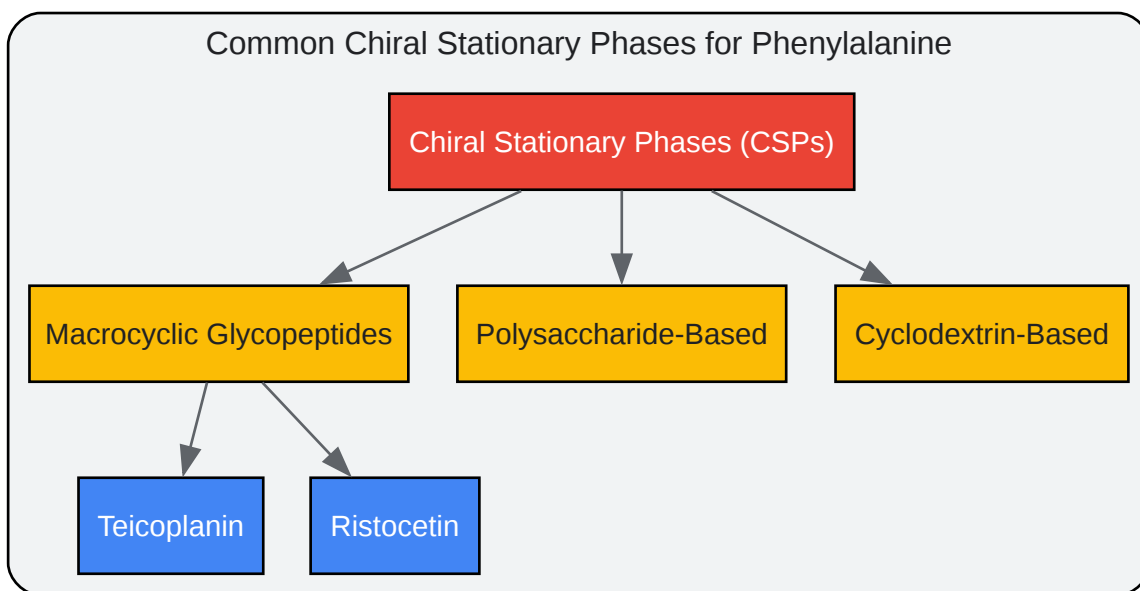 Common Chiral Stationary Phases for Phenylalanine
Chiral Stationary Phases (CSPs)
Macrocyclic Glycopeptides
Polysaccharide-Based
Cyclodextrin-Based
Teicoplanin
Ristocetin